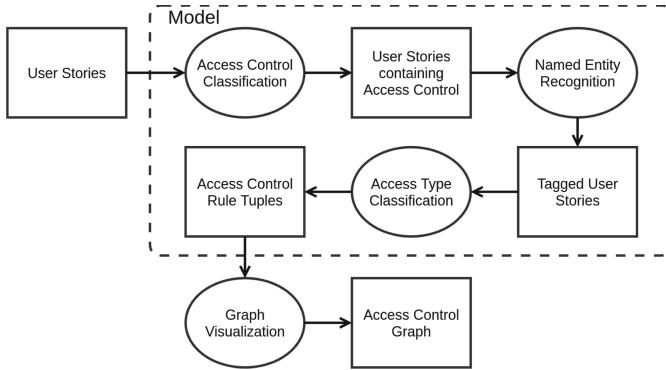 Model
User Stories
Access Control
Classification
User Stories
containing
Access Control
Named Entity
Recognition
Access Control
Rule Tuples
Access Type
Classification
Tagged User
Stories
Graph
Visualization
Access Control
Graph